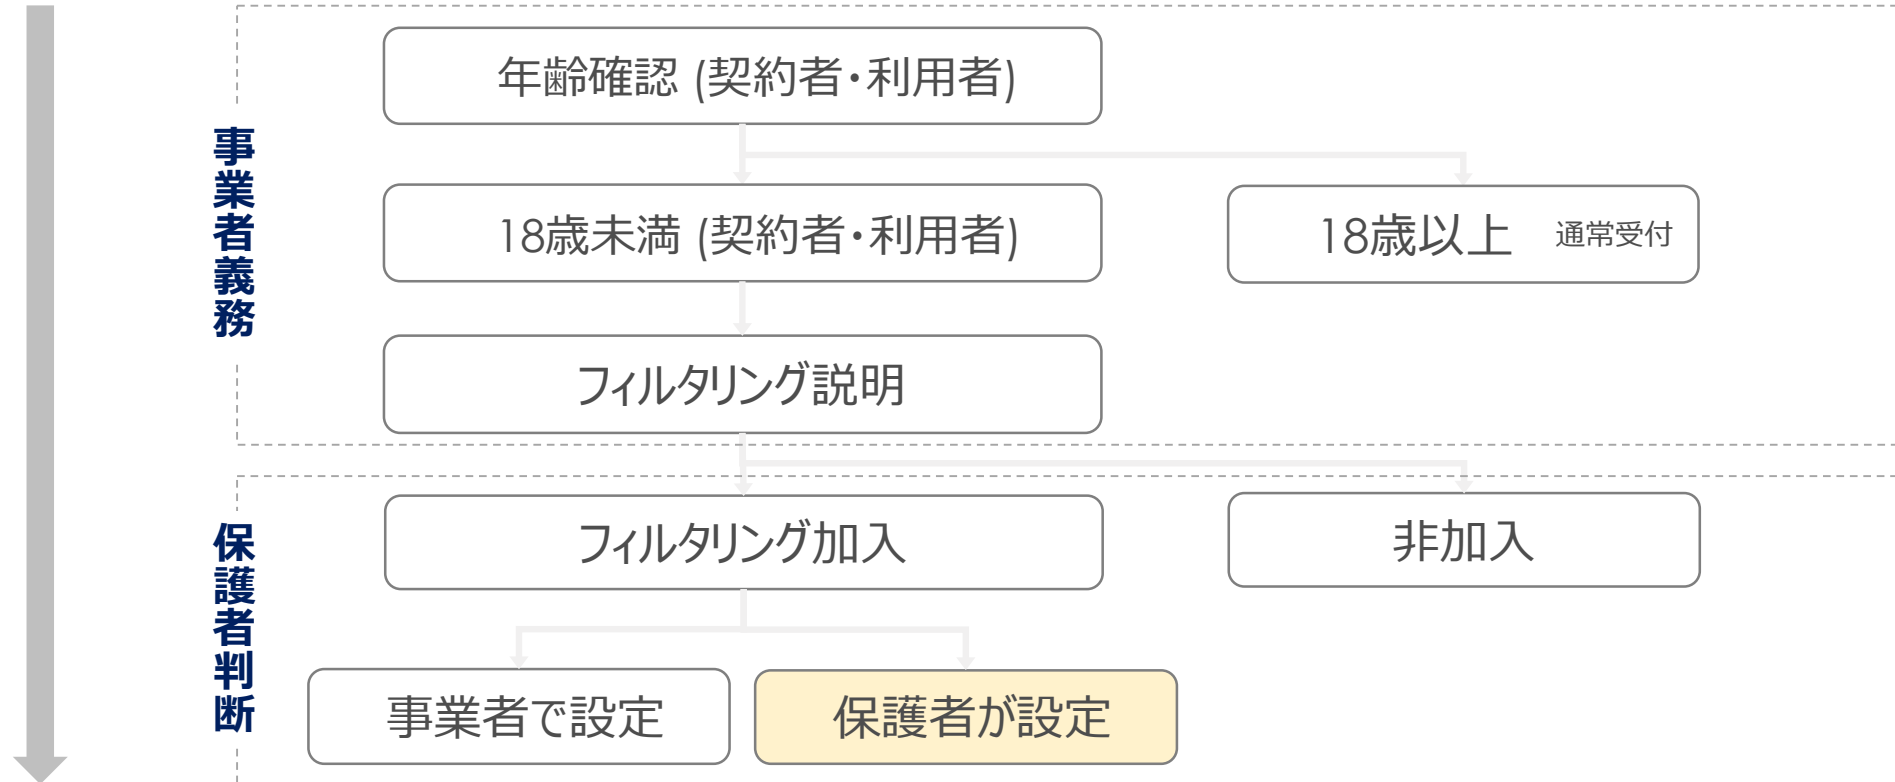 事業者義務
年齢確認 (契約者・利用者)
18歳未満 (契約者・利用者)
18歳以上 通常受付
フィルタリング説明
保護者判断
フィルタリング加入
非加入
事業者で設定
保護者が設定